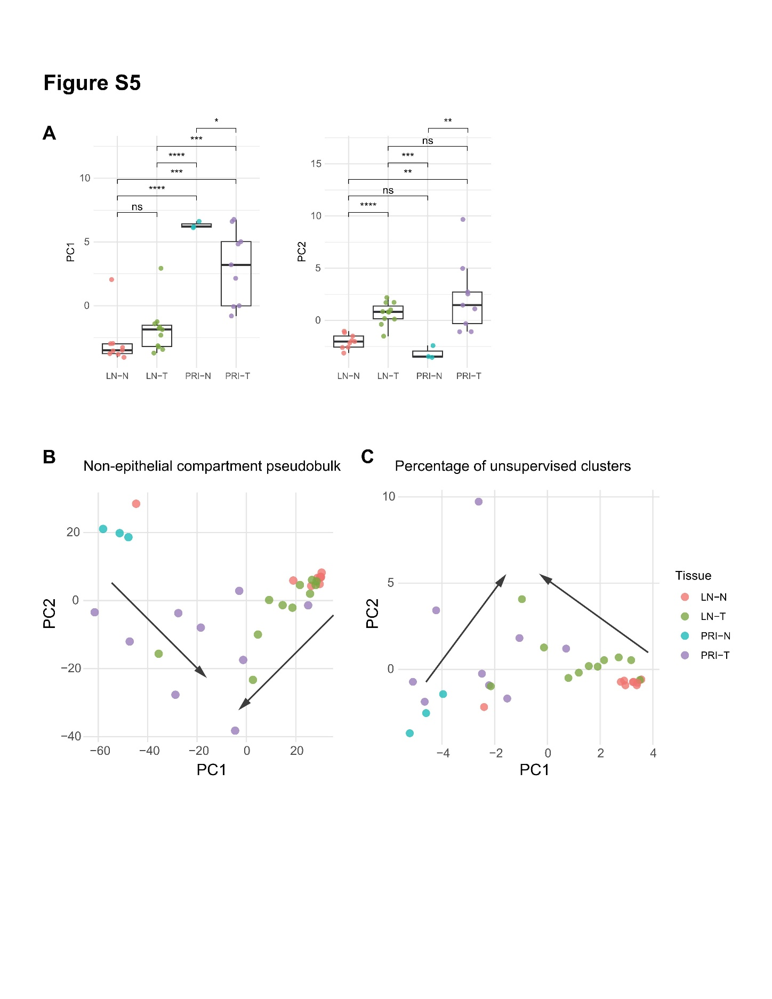 Figure S5
A
*
***
****
***
****
ns
10
5
0
PC1
LN−N LN−T PRI−N PRI−T
**
ns
***
**
ns
****
15
10
5
0
PC2
LN−N LN−T PRI−N PRI−T
B
Non-epithelial compartment pseudobulk
20
0
−20
−40
PC2
−60 −40 −20 0 20
PC1
C
Percentage of unsupervised clusters
10
5
0
PC2
−4 −2 0 2 4
PC1
Tissue
LN−N
LN−T
PRI−N
PRI−T